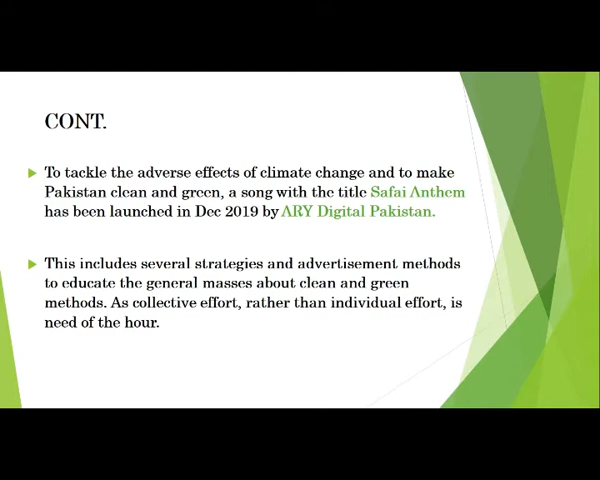 CONT.
To tackle the adverse effects of climate change and to make
Pakistan clean and green, a song with the title Safai Anthem
has been launched in Dec 2019 by ARY Digital Pakistan.
This includes several strategies and advertisement methods
to educate the general masses about clean and green
methods. As collective effort, rather than individual effort, is
need of the hour.